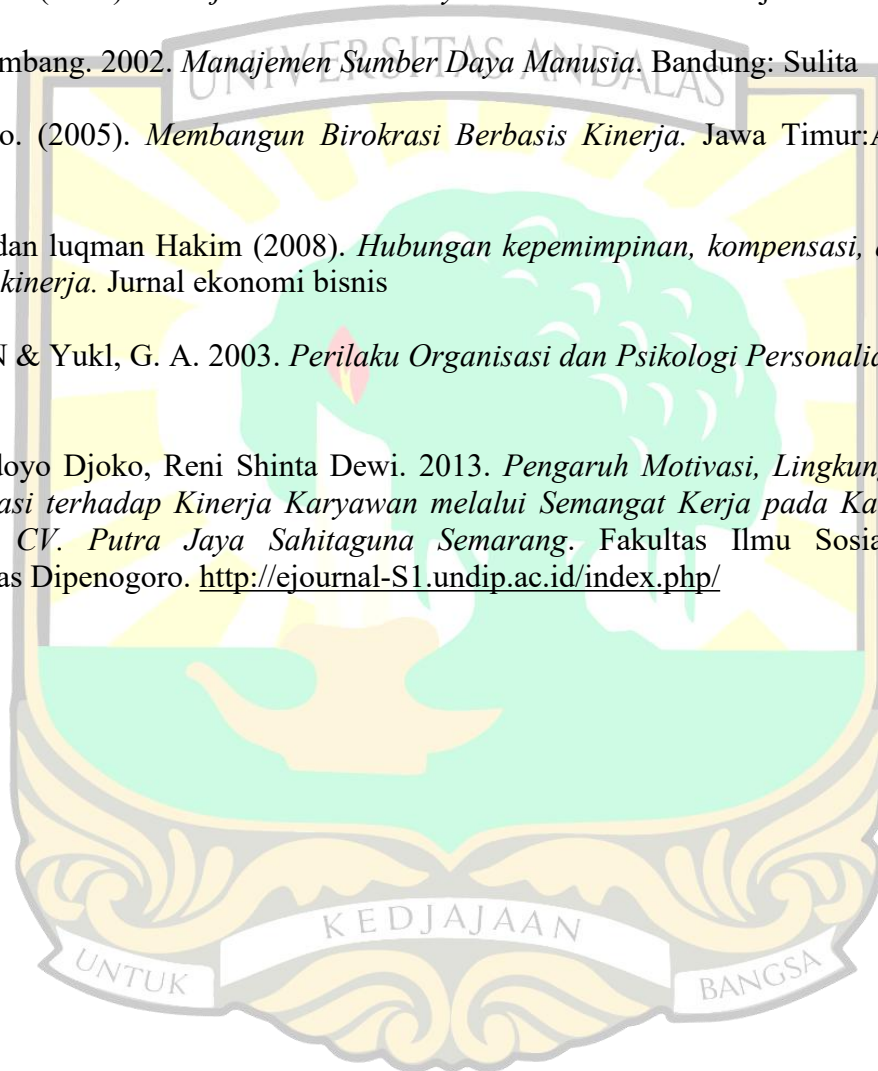 UNIVERSITAS ANDALAS
mbang. 2002. Manajemen Sumber Daya Manusia. Bandung: Sulita
o. (2005). Membangun Birokrasi Berbasis Kinerja. Jawa Timur:A
dan luqman Hakim (2008). Hubungan kepemimpinan, kompensasi,
kinerja. Jurnal ekonomi bisnis
N & Yukl, G. A. 2003. Perilaku Organisasi dan Psikologi Personalia
loyo Djoko, Reni Shinta Dewi. 2013. Pengaruh Motivasi, Lingkung
asi terhadap Kinerja Karyawan melalui Semangat Kerja pada Ka
CV. Putra Jaya Sahitaguna Semarang. Fakultas Ilmu Sosia
as Dipenogoro. http://ejournal-S1.undip.ac.id/index.php/
KEDJAJAAN
UNTUK
BANGSA